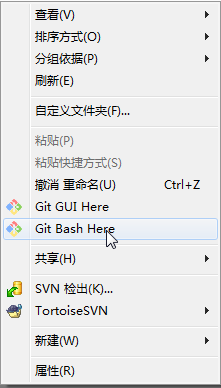 查看(V)
排序方式(O)
分组依据(P)
刷新(E)
自定义文件夹(F)...
粘贴(P)
粘贴快捷方式(S)
撤消 重命名(U) Ctrl+Z
Git GUI Here
Git Bash Here
共享(H)
SVN 检出(K)...
TortoiseSVN
新建(W)
属性(R)